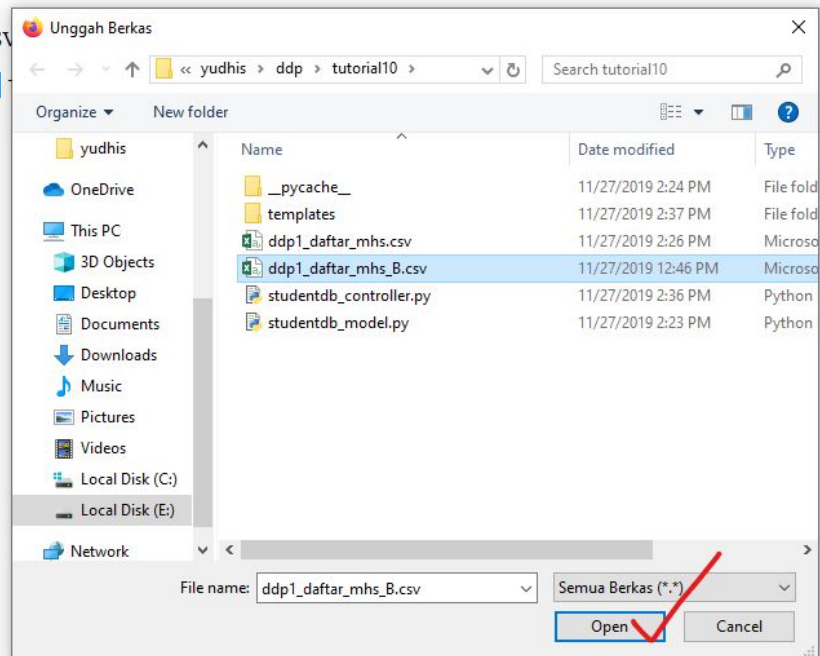 Unggah Berkas
« yudhis > ddp > tutorial10 >
Search tutorial10
Organize
New folder
Name
Date modified
Type
yudhis
OneDrive
This PC
3D Objects
Desktop
Documents
Downloads
Music
Pictures
Videos
Local Disk (C:)
Local Disk (E:)
Network
__pycache__ 11/27/2019 2:24 PM File fold
templates 11/27/2019 2:37 PM File fold
ddp1_daftar_mhs.csv 11/27/2019 2:26 PM Microso
ddp1_daftar_mhs_B.csv 11/27/2019 12:46 PM Microso
studentdb_controller.py 11/27/2019 2:36 PM Python
studentdb_model.py 11/27/2019 2:23 PM Python
File name: ddp1_daftar_mhs_B.csv
Semua Berkas (*.*)
Open
Cancel